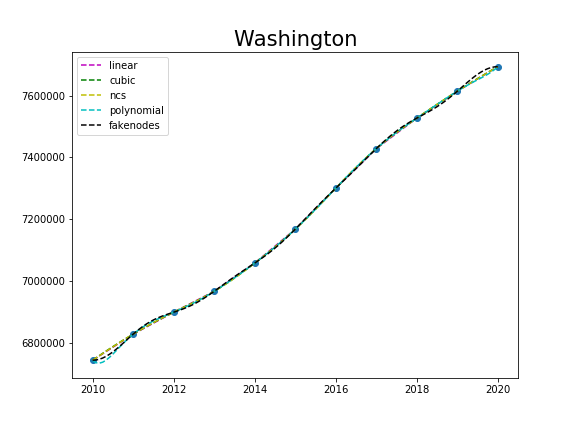 Washington
linear
cubic
ncs
polynomial
fakenodes
7600000
7400000
7200000
7000000
6800000
2010 2012 2014 2016 2018 2020